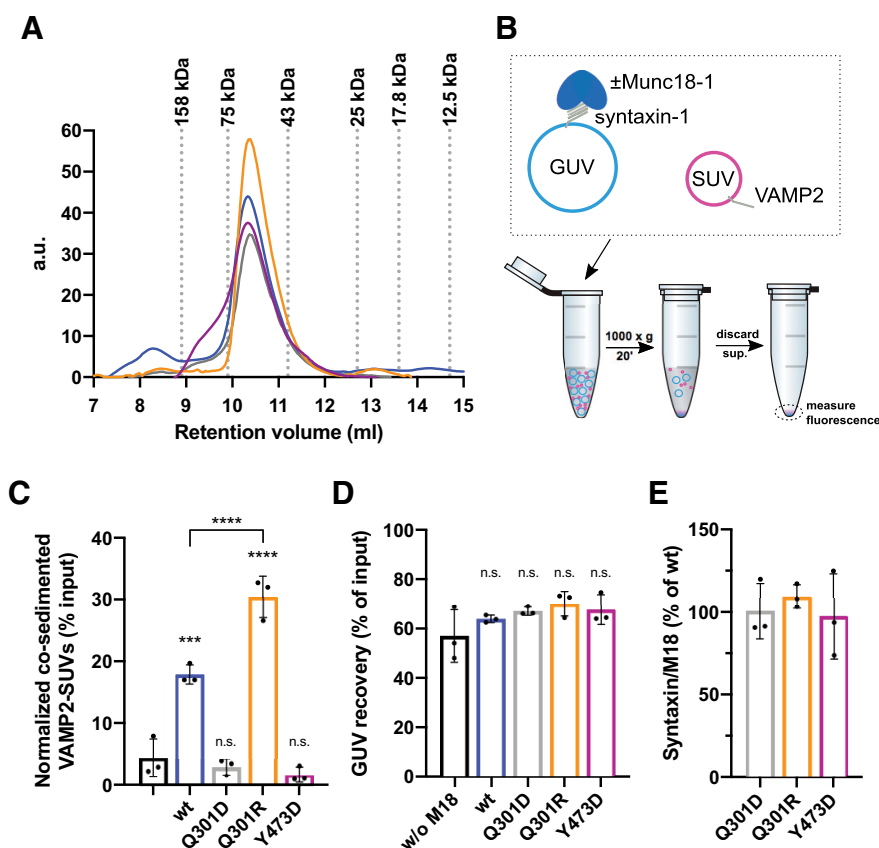 A
158 kDa
75 kDa
43 kDa
25 kDa
17.8 kDa
12.5 kDa
60
50
40
30
20
10
0
a.u.
7 8 9 10 11 12 13 14 15
Retention volume (ml)
B
±Munc18-1
syntaxin-1
GUV
SUV
VAMP2
1000 x g
20'
discard
sup.
measure
fluorescence
C
Normalized co-sedimented
VAMP2-SUVs (% input)
40
30
20
10
0
****
***
n.s.
****
n.s.
wt
Q301D
Q301R
Y473D
D
GUV recovery (% of input)
100
80
60
40
20
0
n.s. n.s. n.s. n.s.
w/o M18
wt
Q301D
Q301R
Y473D
E
Syntaxin/M18 (% of wt)
150
100
50
0
Q301D
Q301R
Y473D